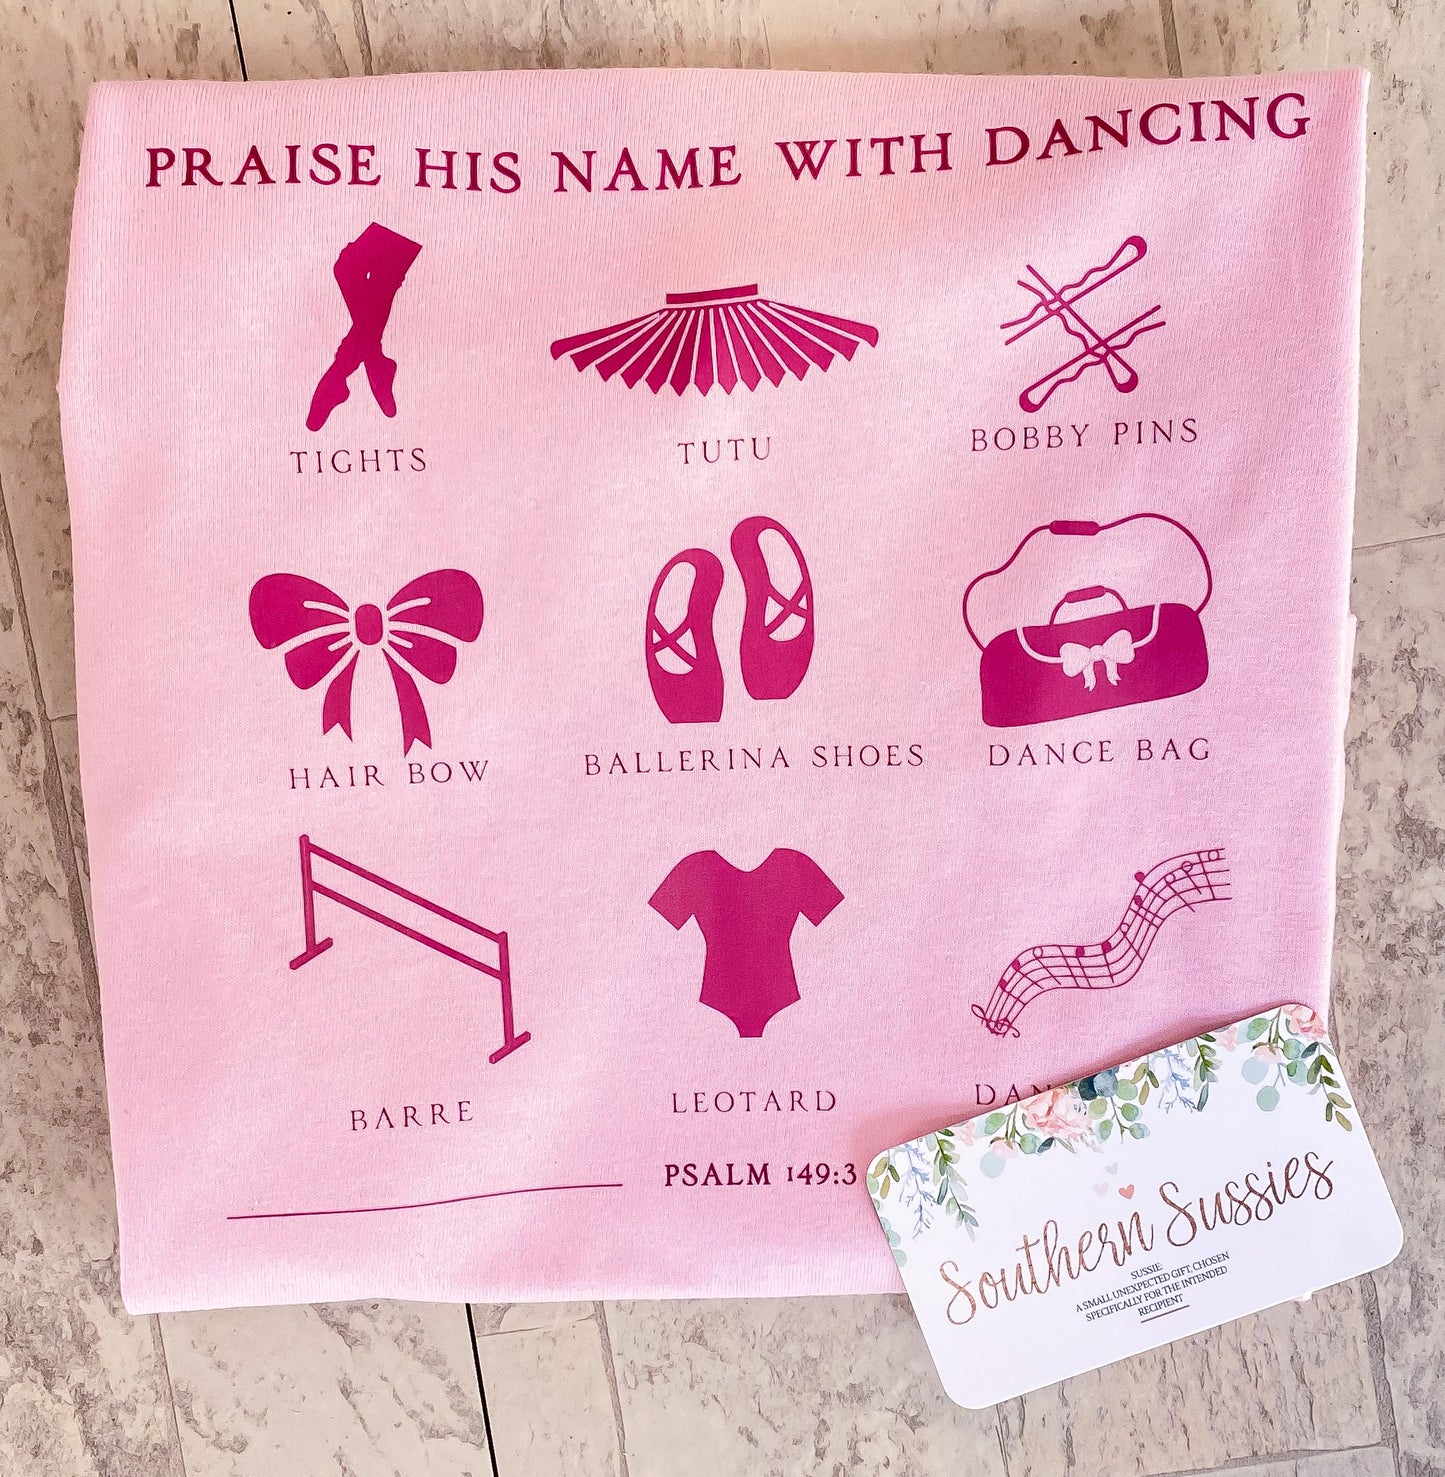 PRAISE HIS NAME WITH DANCING
TIGHTS
TUTU
BOBBY PINS
HAIR BOW
BALLERINA SHOES
DANCE BAG
BARRE
LEOTARD
PSALM 149:3
Southern Sussies
SUSSIE
A SMALL UNEXPECTED GIFT, CHOSEN
SPECIFICALLY FOR THE INTENDED
RECIPIENT